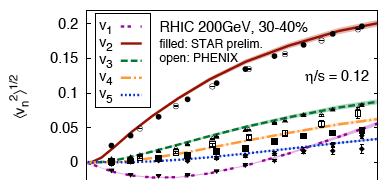 v1
v2
v3
v4
v5
RHIC 200GeV, 30-40%
filled: STAR prelim.
open: PHENIX
η/s = 0.12
⟨vn²⟩1/2
0.2
0.15
0.1
0.05
0